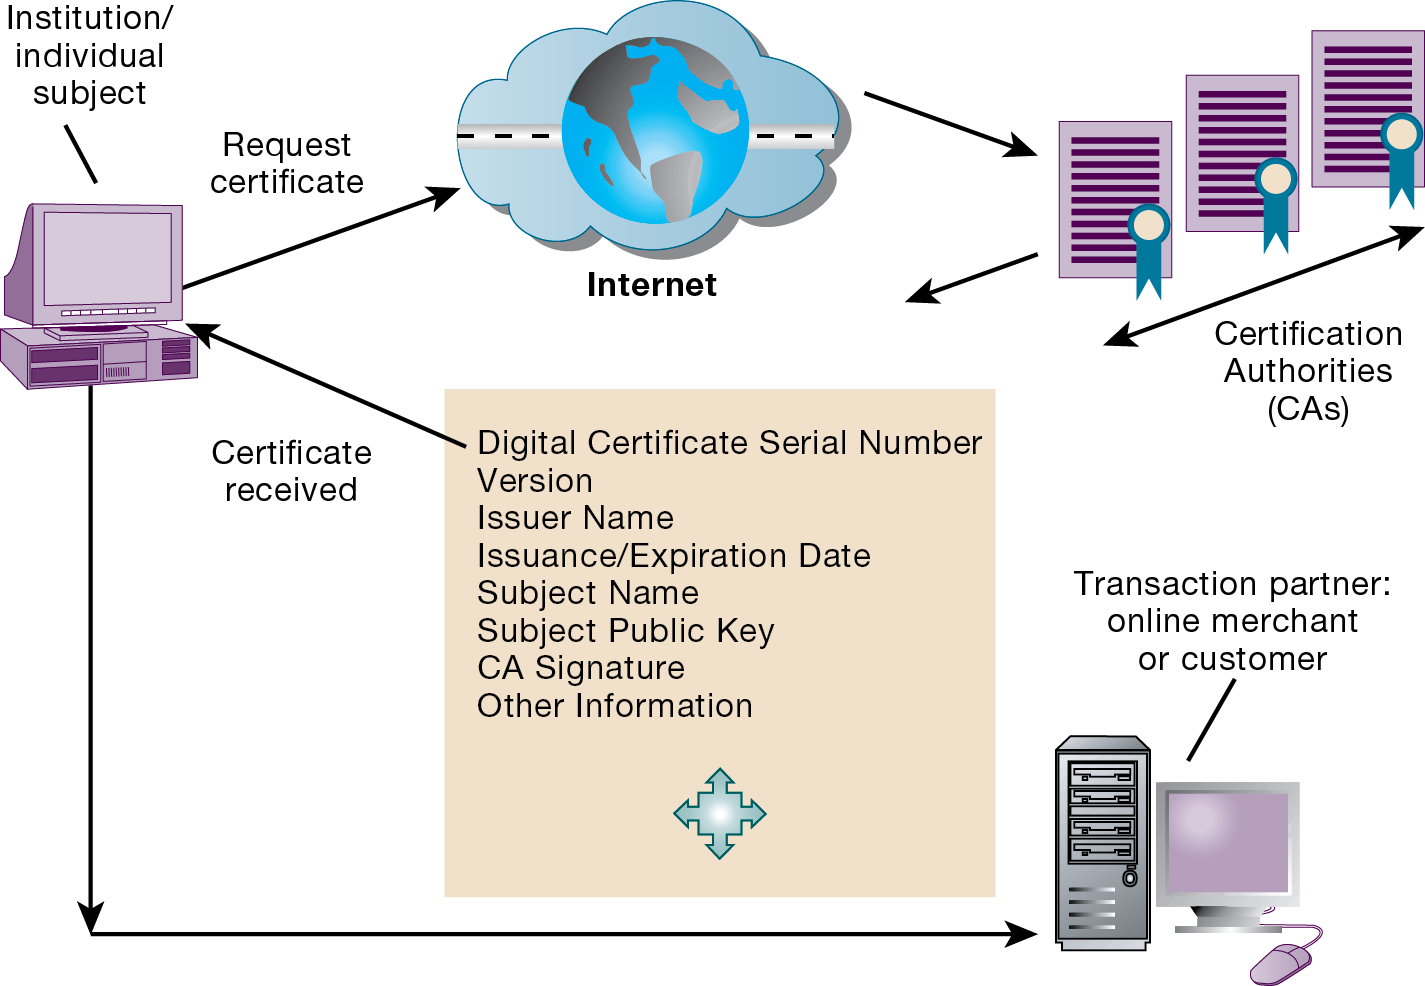 Institution/
individual
subject
Request
certificate
Internet
Certification
Authorities
(CAs)
Certificate
received
Digital Certificate Serial Number
Version
Issuer Name
Issuance/Expiration Date
Subject Name
Subject Public Key
CA Signature
Other Information
Transaction partner:
online merchant
or customer